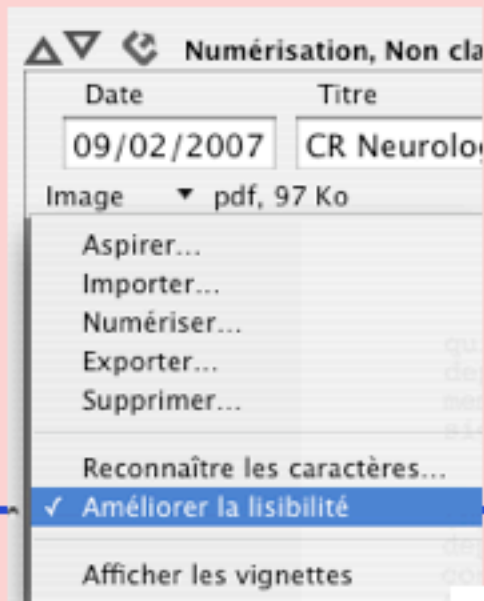 Numérisation, Non cla
Date Titre
09/02/2007 CR Neurolog
Image pdf, 97 Ko
Aspirer...
Importer...
Numériser...
Exporter...
Supprimer...
Reconnaître les caractères...
✓ Améliorer la lisibilité
Afficher les vignettes